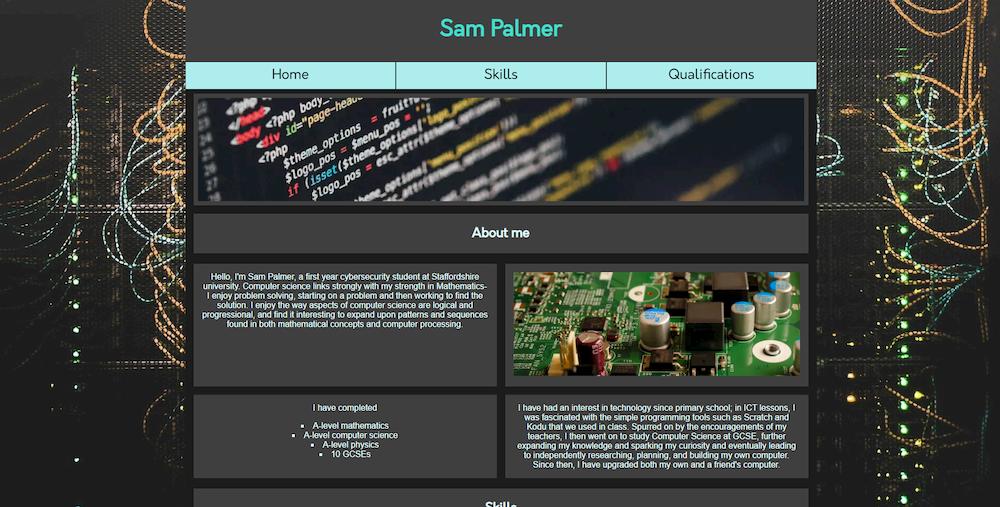 Sam Palmer
Home
Skills
Qualifications
<?php body_
</head>
<body
<div id="page-header
<?php
$theme_options = fruitf
$logo_pos = $menu_pos = '';
if (isset($theme_options['logo_
$logo_pos = esc_attr($theme_options
About me
Hello, I'm Sam Palmer, a first year cybersecurity student at Staffordshire
university. Computer science links strongly with my strength in Mathematics-
I enjoy problem solving, starting on a problem and then working to find the
solution. I enjoy the way aspects of computer science are logical and
progressional, and find it interesting to expand upon patterns and sequences
found in both mathematical concepts and computer processing.
I have completed
A-level mathematics
A-level computer science
A-level physics
10 GCSEs
I have had an interest in technology since primary school; in ICT lessons, I
was fascinated with the simple programming tools such as Scratch and
Kodu that we used in class. Spurred on by the encouragements of my
teachers, I then went on to study Computer Science at GCSE, further
expanding my knowledge and sparking my curiosity and eventually leading
to independently researching, planning, and building my own computer.
Since then, I have upgraded both my own and a friend's computer.
Skills